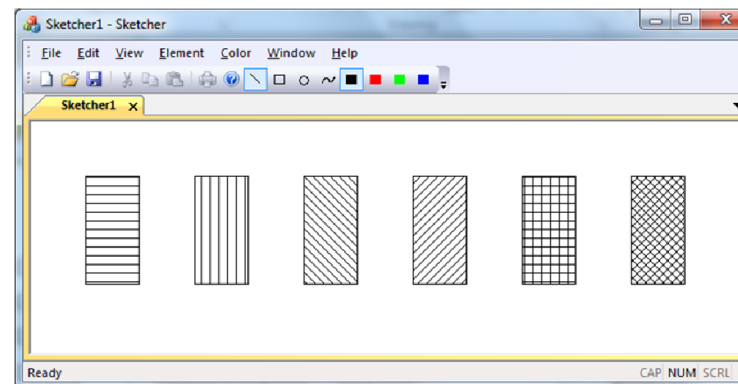 Sketcher1 - Sketcher
File Edit View Element Color Window Help
Sketcher1
Ready CAP NUM SCRL